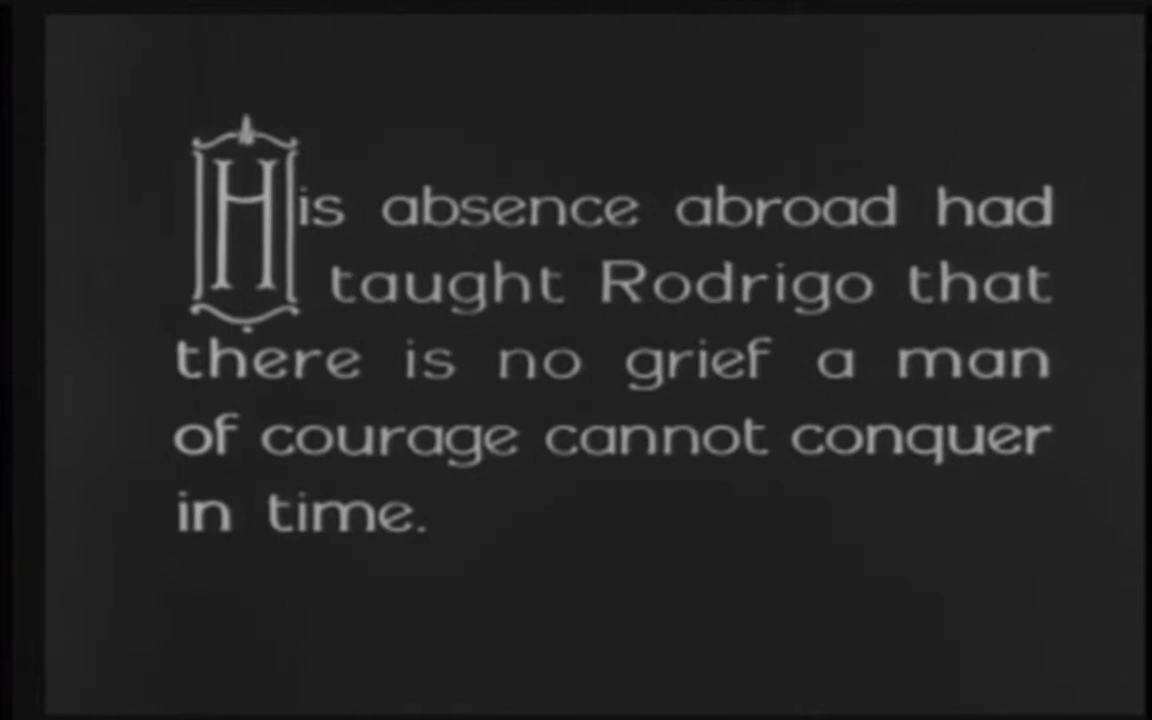 His absence abroad had
taught Rodrigo that
there is no grief a man
of courage cannot conquer
in time.